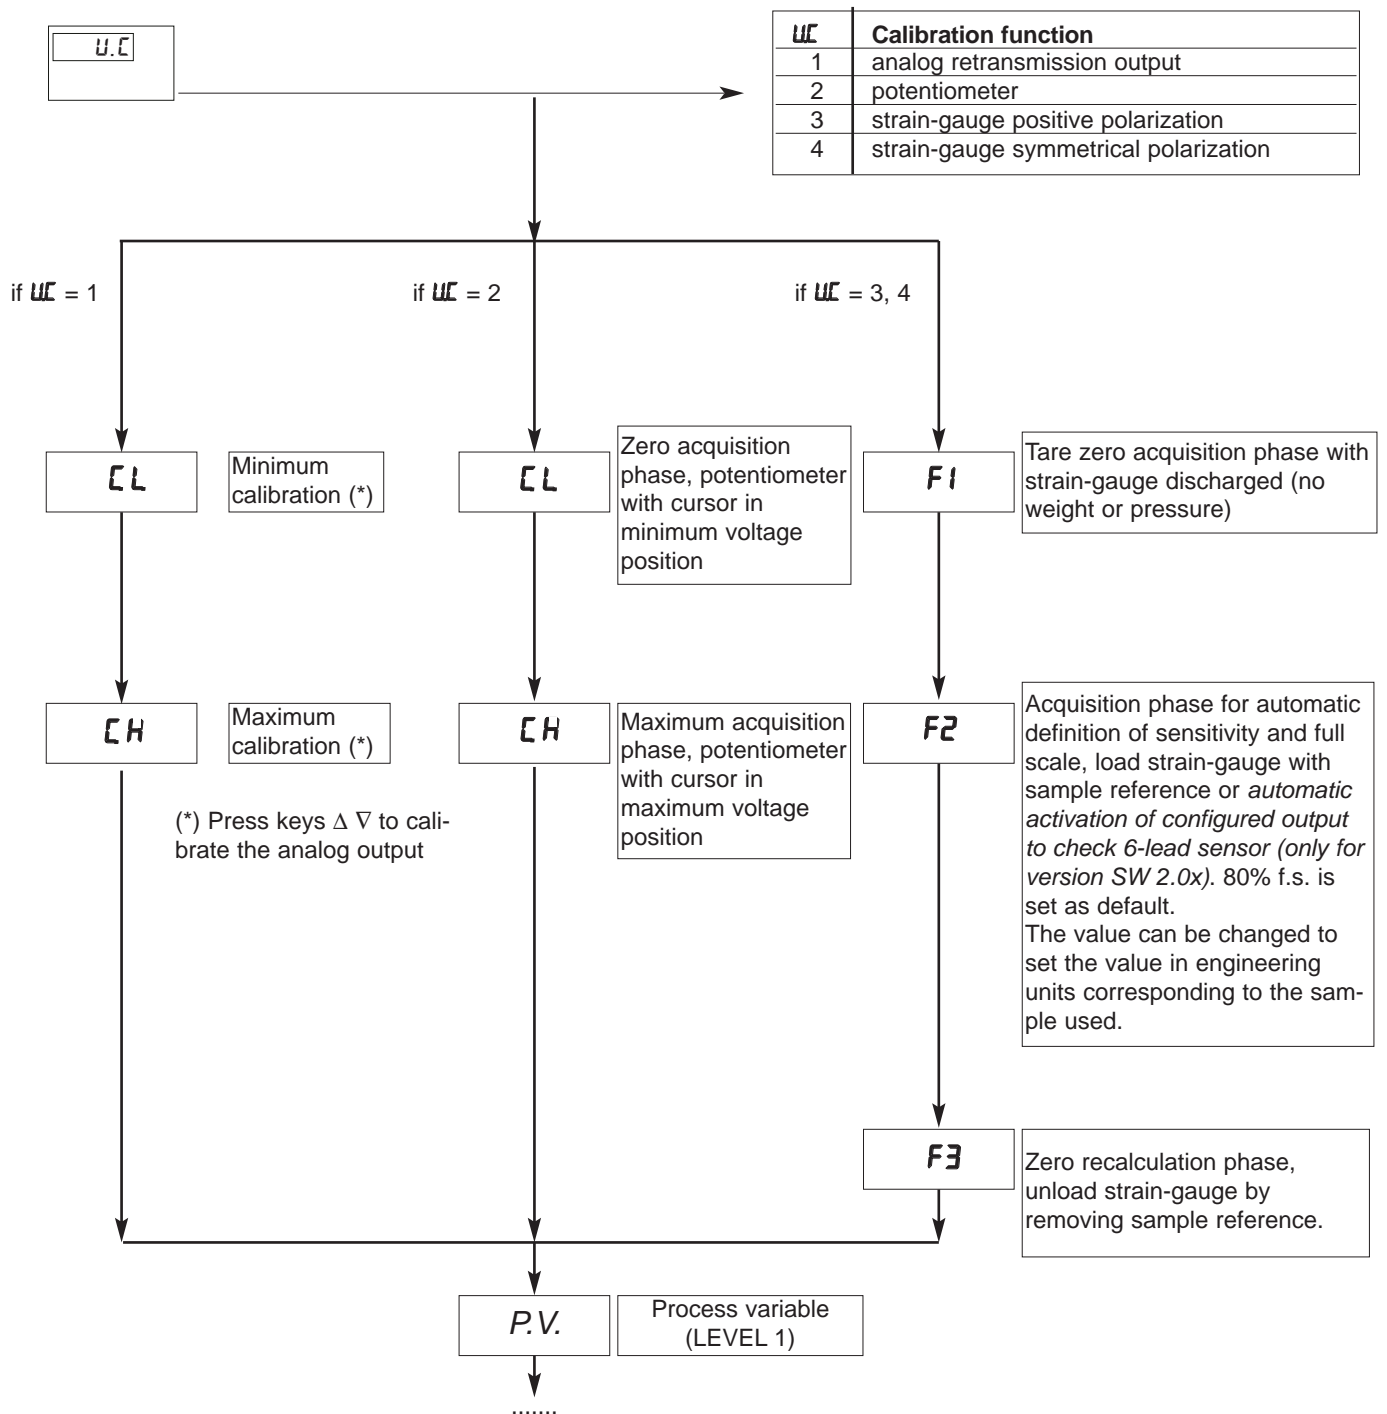 U.C
U.C Calibration function
1 analog retransmission output
2 potentiometer
3 strain-gauge positive polarization
4 strain-gauge symmetrical polarization
if U.C = 1
if U.C = 2
if U.C = 3, 4
CL
Minimum
calibration (*)
CL
Zero acquisition
phase, potentiometer
with cursor in
minimum voltage
position
F1
Tare zero acquisition phase with
strain-gauge discharged (no
weight or pressure)
CH
Maximum
calibration (*)
(*) Press keys Δ ∇ to cali-
brate the analog output
CH
Maximum acquisition
phase, potentiometer
with cursor in
maximum voltage
position
F2
Acquisition phase for automatic
definition of sensitivity and full
scale, load strain-gauge with
sample reference or automatic
activation of configured output
to check 6-lead sensor (only for
version SW 2.0x). 80% f.s. is
set as default.
The value can be changed to
set the value in engineering
units corresponding to the sam-
ple used.
F3
Zero recalculation phase,
unload strain-gauge by
removing sample reference.
P.V.
Process variable
(LEVEL 1)
.......